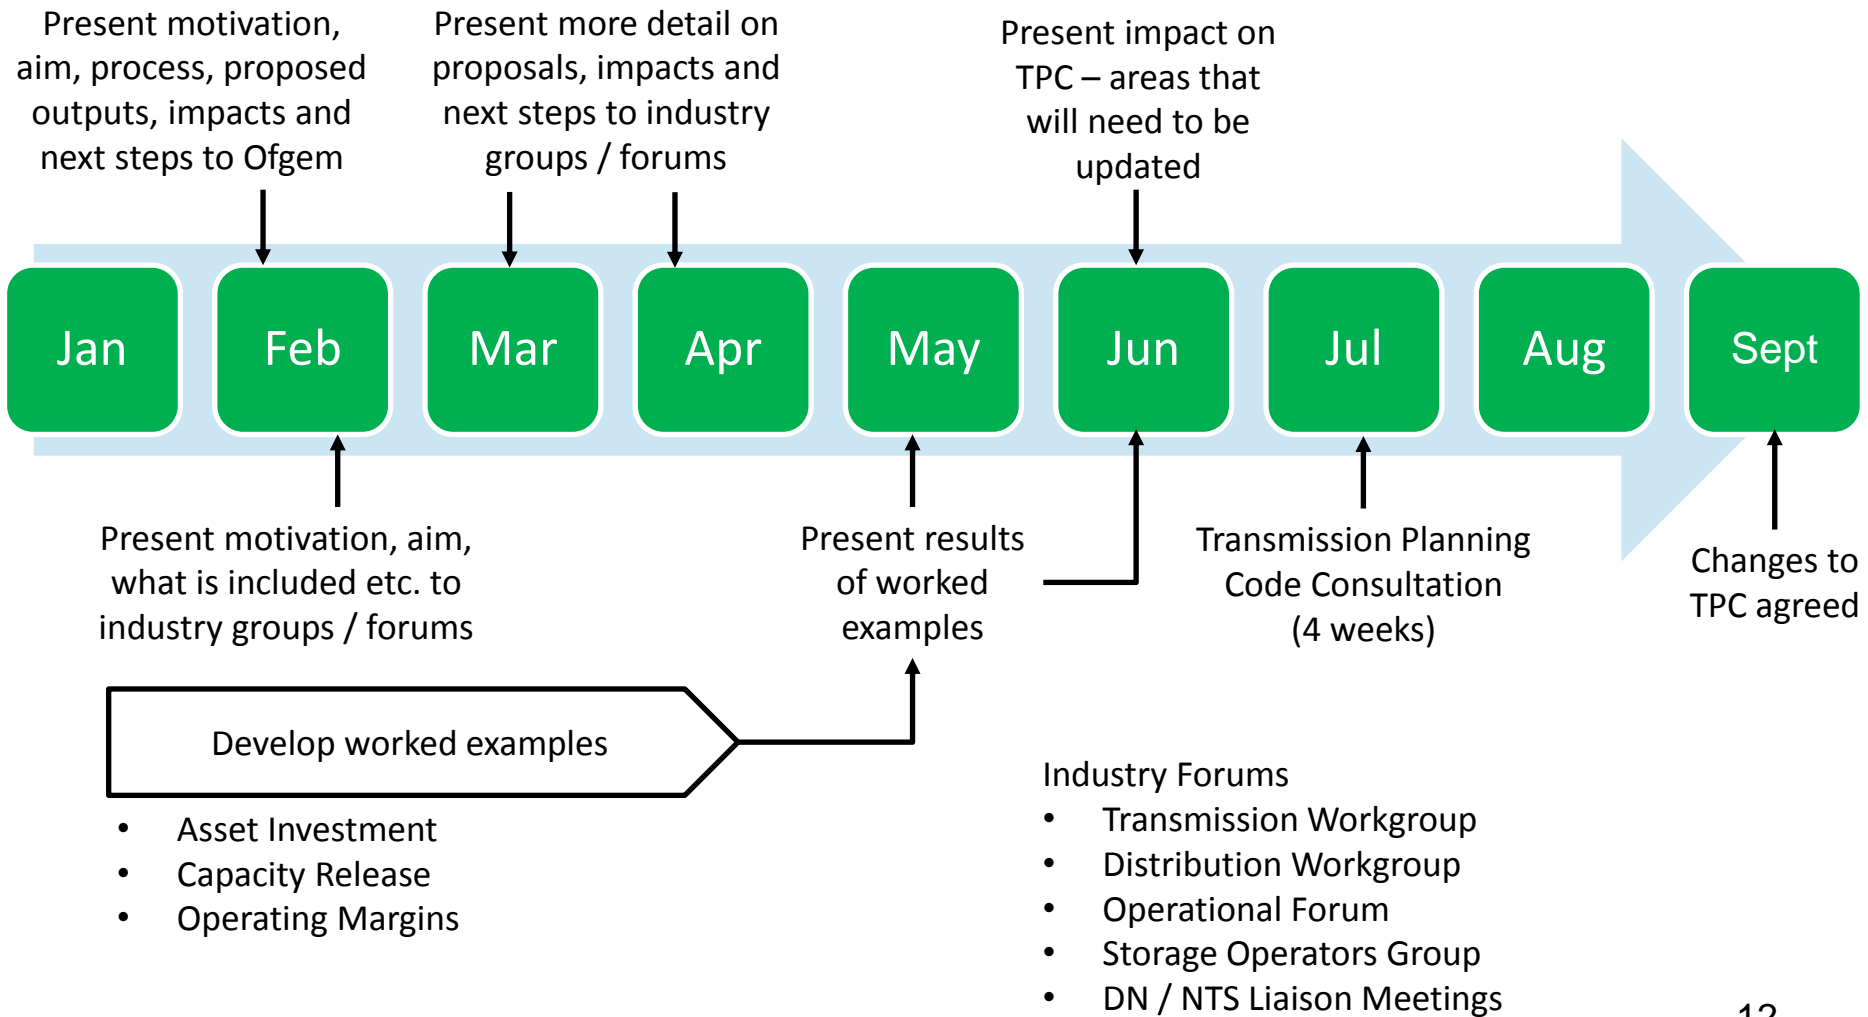 Present motivation,
aim, process, proposed
outputs, impacts and
next steps to Ofgem
Present more detail on
proposals, impacts and
next steps to industry
groups / forums
Present impact on
TPC – areas that
will need to be
updated
Jan
Feb
Mar
Apr
May
Jun
Jul
Aug
Sept
Present motivation, aim,
what is included etc. to
industry groups / forums
Present results
of worked
examples
Transmission Planning
Code Consultation
(4 weeks)
Changes to
TPC agreed
Develop worked examples
• Asset Investment
• Capacity Release
• Operating Margins
Industry Forums
• Transmission Workgroup
• Distribution Workgroup
• Operational Forum
• Storage Operators Group
• DN / NTS Liaison Meetings
12